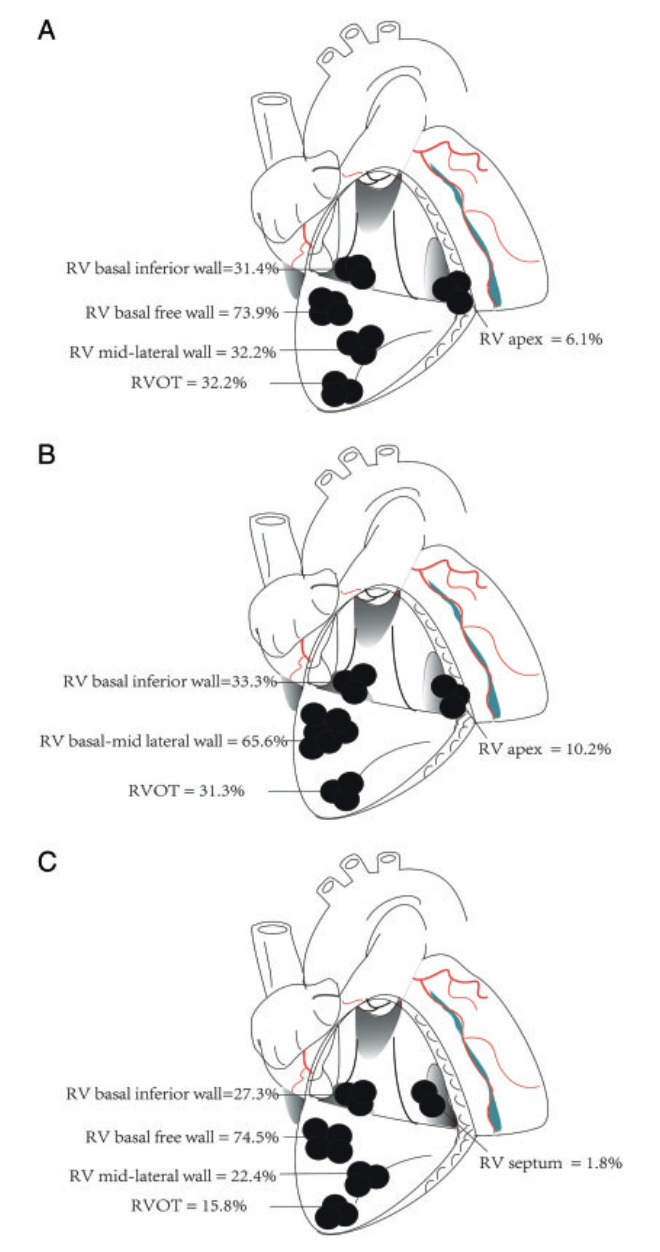 A
RV basal inferior wall=31.4%
RV basal free wall = 73.9%
RV mid-lateral wall = 32.2%
RV apex = 6.1%
RVOT = 32.2%
B
RV basal inferior wall=33.3%
RV basal-mid lateral wall = 65.6%
RV apex = 10.2%
RVOT = 31.3%
C
RV basal inferior wall=27.3%
RV basal free wall = 74.5%
RV mid-lateral wall = 22.4%
RV septum = 1.8%
RVOT = 15.8%